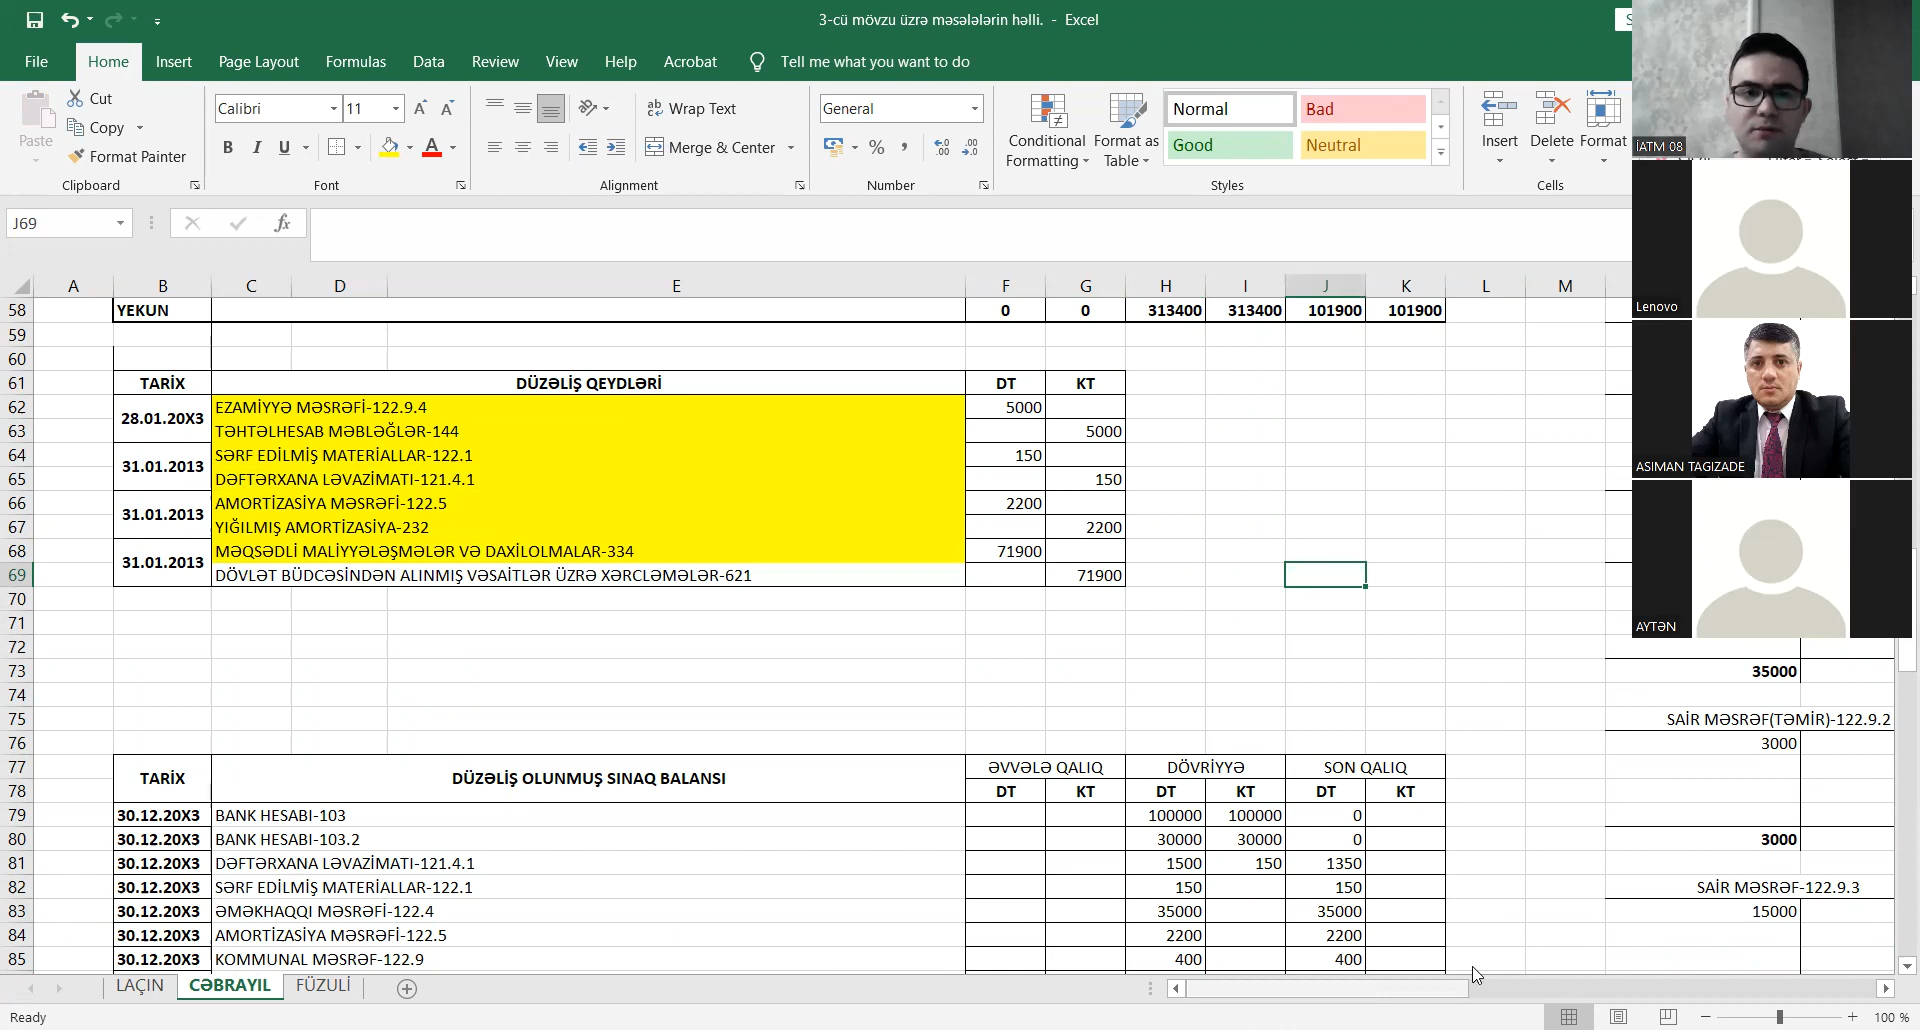 3-cü mövzu üzrə məsələlərin həlli. - Excel
File Home Insert Page Layout Formulas Data Review View Help Acrobat Tell me what you want to do
Paste
Cut
Copy
Format Painter
Clipboard
Calibri 11
B I U
Font
Wrap Text
Merge & Center
Alignment
General
Number
Conditional Formatting
Format as Table
Normal Bad
Good Neutral
Styles
Insert Delete Format
Cells
İATM 08
Lenovo
ASIMAN TAGIZADE
AYTƏN
J69
fx
A B C D E F G H I J K L M
58 YEKUN 0 0 313400 313400 101900 101900
59
60
61 TARİX DÜZƏLİŞ QEYDLƏRİ DT KT
62 28.01.20X3 EZAMİYYƏ MƏSRƏFİ-122.9.4 5000
63 TƏHTƏLHESAB MƏBLƏĞLƏR-144 5000
64 31.01.2013 SƏRF EDİLMİŞ MATERİALLAR-122.1 150
65 DƏFTƏRXANA LƏVAZİMATI-121.4.1 150
66 31.01.2013 AMORTİZASİYA MƏSRƏFİ-122.5 2200
67 YIĞILMIŞ AMORTİZASİYA-232 2200
68 31.01.2013 MƏQSƏDLİ MALİYYƏLƏŞMƏLƏR VƏ DAXİLOLMALAR-334 71900
69 DÖVLƏT BÜDCƏSİNDƏN ALINMIŞ VƏSAİTLƏR ÜZRƏ XƏRCLƏMƏLƏR-621 71900
70
71
72
73 35000
74
75 SAİR MƏSRƏF(TƏMİR)-122.9.2
76 3000
77 TARİX DÜZƏLİŞ OLUNMUŞ SINAQ BALANSI ƏVVƏLƏ QALIQ DÖVRİYYƏ SON QALIQ
78 DT KT DT KT DT KT
79 30.12.20X3 BANK HESABI-103 100000 100000 0
80 30.12.20X3 BANK HESABI-103.2 30000 30000 0 3000
81 30.12.20X3 DƏFTƏRXANA LƏVAZİMATI-121.4.1 1500 150 1350
82 30.12.20X3 SƏRF EDİLMİŞ MATERİALLAR-122.1 150 150 SAİR MƏSRƏF-122.9.3
83 30.12.20X3 ƏMƏKHAQQI MƏSRƏFİ-122.4 35000 35000 15000
84 30.12.20X3 AMORTİZASİYA MƏSRƏFİ-122.5 2200 2200
85 30.12.20X3 KOMMUNAL MƏSRƏF-122.9 400 400
LAÇIN CƏBRAYIL FÜZULİ
Ready 100 %